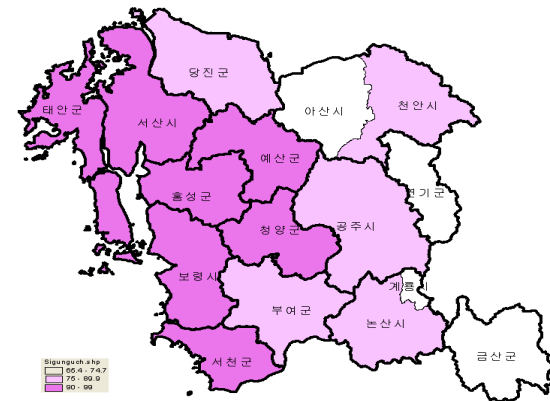 당진군
아산시
천안시
태안군
서산시
예산군
홍성군
연기군
청양군
공주시
보령시
계룡시
부여군
논산시
서천군
금산군
Sigunguch.shp
65.4 - 74.7
75 - 89.9
90 - 99